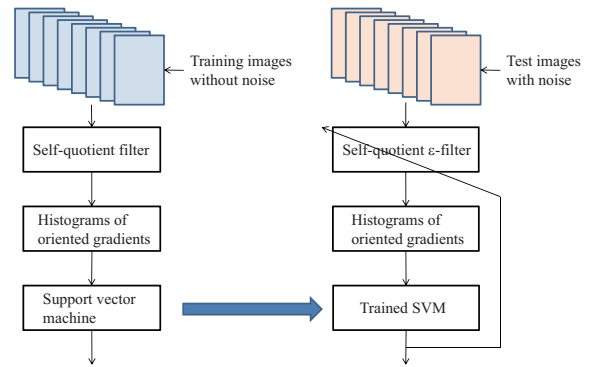 Training images
without noise
Test images
with noise
Self-quotient filter
Self-quotient ε-filter
Histograms of
oriented gradients
Histograms of
oriented gradients
Support vector
machine
Trained SVM